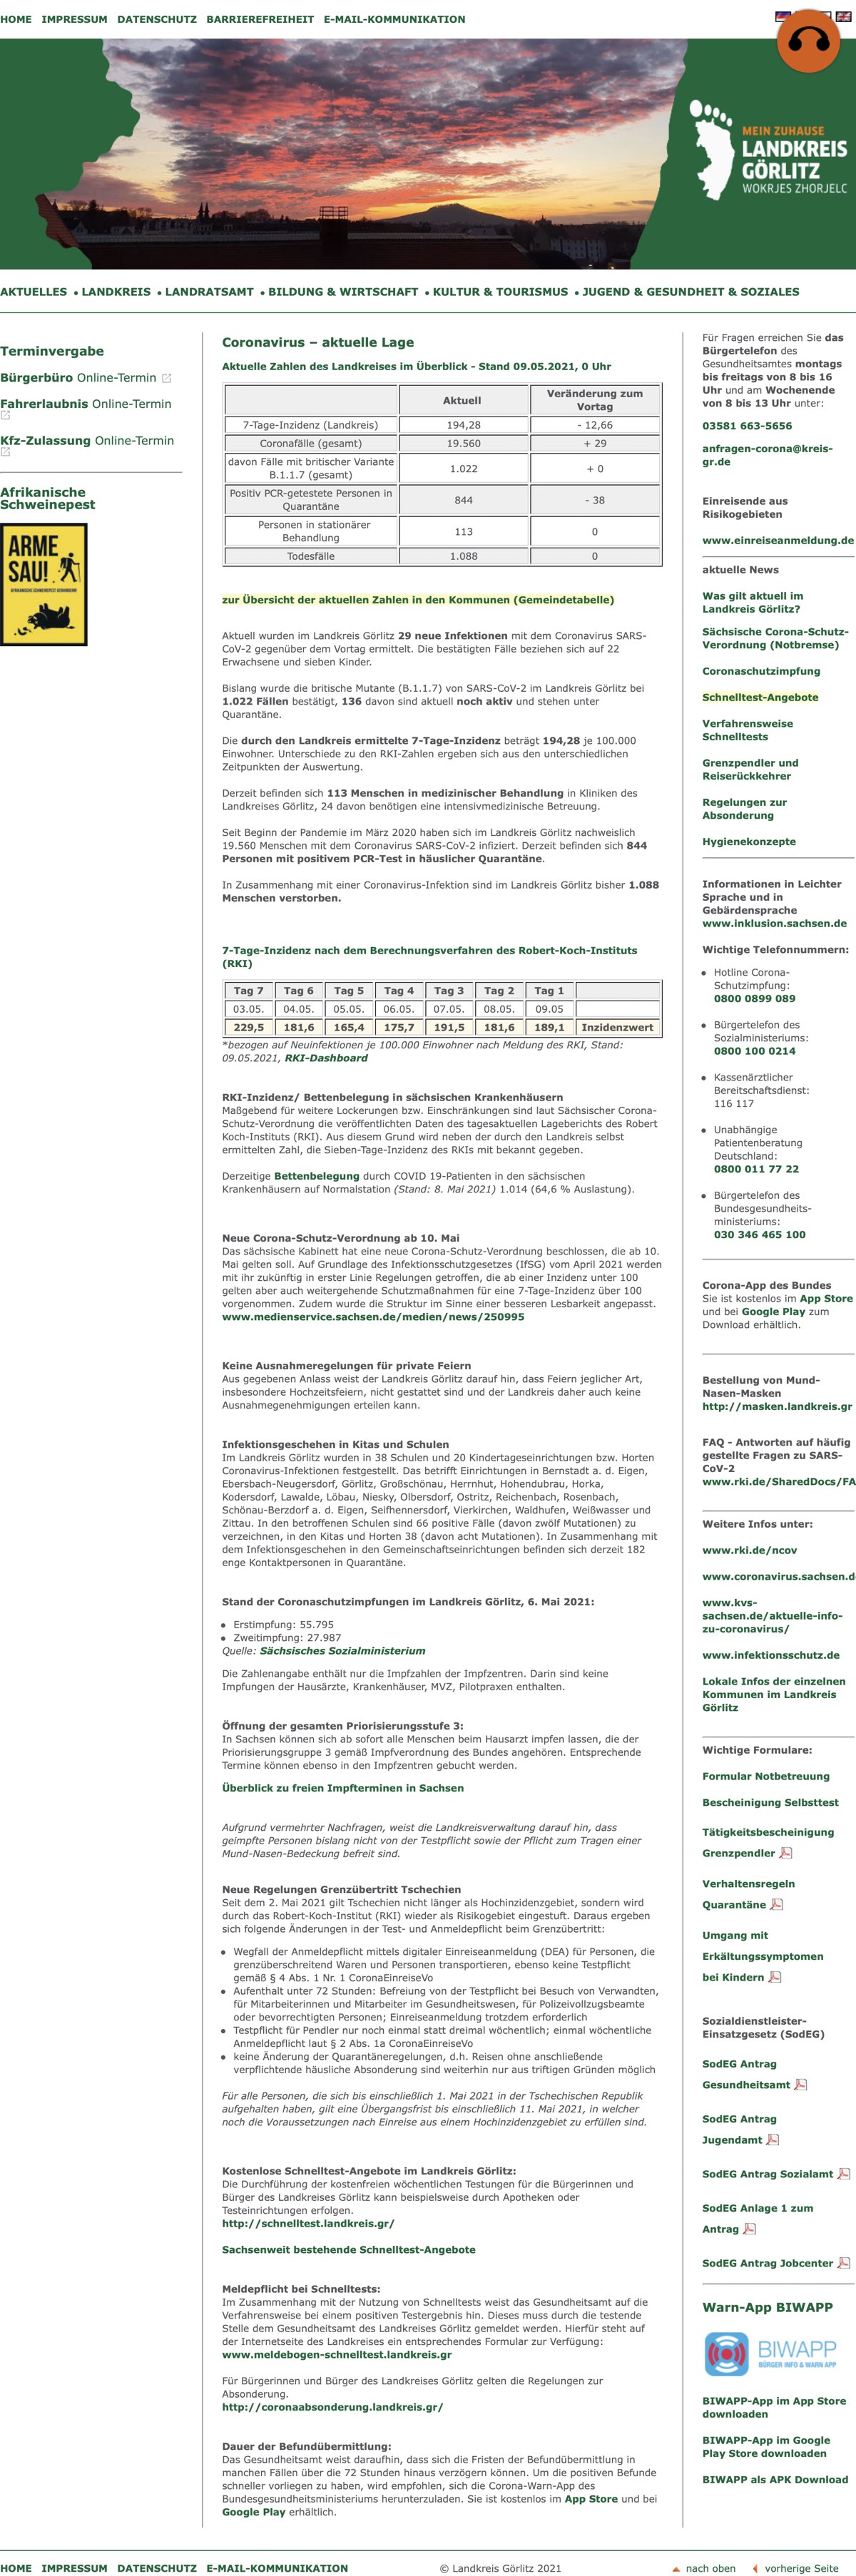 HOME IMPRESSUM DATENSCHUTZ BARRIEREFREIHEIT E-MAIL-KOMMUNIKATION
MEIN ZUHAUSE
LANDKREIS
GÖRLITZ
WOKRJES ZHORJELC
AKTUELLES • LANDKREIS • LANDRATSAMT • BILDUNG & WIRTSCHAFT • KULTUR & TOURISMUS • JUGEND & GESUNDHEIT & SOZIALES
Terminvergabe
Bürgerbüro Online-Termin
Fahrerlaubnis Online-Termin
Kfz-Zulassung Online-Termin
Afrikanische
Schweinepest
ARME
SAU!
AFRIKANISCHE SCHWEINEPEST VERHINDERN!
Coronavirus – aktuelle Lage
Aktuelle Zahlen des Landkreises im Überblick - Stand 09.05.2021, 0 Uhr
Aktuell Veränderung zum
Vortag
7-Tage-Inzidenz (Landkreis) 194,28 - 12,66
Coronafälle (gesamt) 19.560 + 29
davon Fälle mit britischer Variante
B.1.1.7 (gesamt) 1.022 + 0
Positiv PCR-getestete Personen in
Quarantäne 844 - 38
Personen in stationärer
Behandlung 113 0
Todesfälle 1.088 0
zur Übersicht der aktuellen Zahlen in den Kommunen (Gemeindetabelle)
Aktuell wurden im Landkreis Görlitz 29 neue Infektionen mit dem Coronavirus SARS-
CoV-2 gegenüber dem Vortag ermittelt. Die bestätigten Fälle beziehen sich auf 22
Erwachsene und sieben Kinder.
Bislang wurde die britische Mutante (B.1.1.7) von SARS-CoV-2 im Landkreis Görlitz bei
1.022 Fällen bestätigt, 136 davon sind aktuell noch aktiv und stehen unter
Quarantäne.
Die durch den Landkreis ermittelte 7-Tage-Inzidenz beträgt 194,28 je 100.000
Einwohner. Unterschiede zu den RKI-Zahlen ergeben sich aus den unterschiedlichen
Zeitpunkten der Auswertung.
Derzeit befinden sich 113 Menschen in medizinischer Behandlung in Kliniken des
Landkreises Görlitz, 24 davon benötigen eine intensivmedizinische Betreuung.
Seit Beginn der Pandemie im März 2020 haben sich im Landkreis Görlitz nachweislich
19.560 Menschen mit dem Coronavirus SARS-CoV-2 infiziert. Derzeit befinden sich 844
Personen mit positivem PCR-Test in häuslicher Quarantäne.
In Zusammenhang mit einer Coronavirus-Infektion sind im Landkreis Görlitz bisher 1.088
Menschen verstorben.
7-Tage-Inzidenz nach dem Berechnungsverfahren des Robert-Koch-Instituts
(RKI)
Tag 7 Tag 6 Tag 5 Tag 4 Tag 3 Tag 2 Tag 1
03.05. 04.05. 05.05. 06.05. 07.05. 08.05. 09.05
229,5 181,6 165,4 175,7 191,5 181,6 189,1 Inzidenzwert
*bezogen auf Neuinfektionen je 100.000 Einwohner nach Meldung des RKI, Stand:
09.05.2021, RKI-Dashboard
RKI-Inzidenz/ Bettenbelegung in sächsischen Krankenhäusern
Maßgebend für weitere Lockerungen bzw. Einschränkungen sind laut Sächsischer Corona-
Schutz-Verordnung die veröffentlichten Daten des tagesaktuellen Lageberichts des Robert
Koch-Instituts (RKI). Aus diesem Grund wird neben der durch den Landkreis selbst
ermittelten Zahl, die Sieben-Tage-Inzidenz des RKIs mit bekannt gegeben.
Derzeitige Bettenbelegung durch COVID 19-Patienten in den sächsischen
Krankenhäusern auf Normalstation (Stand: 8. Mai 2021) 1.014 (64,6 % Auslastung).
Neue Corona-Schutz-Verordnung ab 10. Mai
Das sächsische Kabinett hat eine neue Corona-Schutz-Verordnung beschlossen, die ab 10.
Mai gelten soll. Auf Grundlage des Infektionsschutzgesetzes (IfSG) vom April 2021 werden
mit ihr zukünftig in erster Linie Regelungen getroffen, die ab einer Inzidenz unter 100
gelten aber auch weitergehende Schutzmaßnahmen für eine 7-Tage-Inzidenz über 100
vorgenommen. Zudem wurde die Struktur im Sinne einer besseren Lesbarkeit angepasst.
www.medienservice.sachsen.de/medien/news/250995
Keine Ausnahmeregelungen für private Feiern
Aus gegebenen Anlass weist der Landkreis Görlitz darauf hin, dass Feiern jeglicher Art,
insbesondere Hochzeitsfeiern, nicht gestattet sind und der Landkreis daher auch keine
Ausnahmegenehmigungen erteilen kann.
Infektionsgeschehen in Kitas und Schulen
Im Landkreis Görlitz wurden in 38 Schulen und 20 Kindertageseinrichtungen bzw. Horten
Coronavirus-Infektionen festgestellt. Das betrifft Einrichtungen in Bernstadt a. d. Eigen,
Ebersbach-Neugersdorf, Görlitz, Großschönau, Herrnhut, Hohendubrau, Horka,
Kodersdorf, Lawalde, Löbau, Niesky, Olbersdorf, Ostritz, Reichenbach, Rosenbach,
Schönau-Berzdorf a. d. Eigen, Seifhennersdorf, Vierkirchen, Waldhufen, Weißwasser und
Zittau. In den betroffenen Schulen sind 66 positive Fälle (davon zwölf Mutationen) zu
verzeichnen, in den Kitas und Horten 38 (davon acht Mutationen). In Zusammenhang mit
dem Infektionsgeschehen in den Gemeinschaftseinrichtungen befinden sich derzeit 182
enge Kontaktpersonen in Quarantäne.
Stand der Coronaschutzimpfungen im Landkreis Görlitz, 6. Mai 2021:
• Erstimpfung: 55.795
• Zweitimpfung: 27.987
Quelle: Sächsisches Sozialministerium
Die Zahlenangabe enthält nur die Impfzahlen der Impfzentren. Darin sind keine
Impfungen der Hausärzte, Krankenhäuser, MVZ, Pilotpraxen enthalten.
Öffnung der gesamten Priorisierungsstufe 3:
In Sachsen können sich ab sofort alle Menschen beim Hausarzt impfen lassen, die der
Priorisierungsgruppe 3 gemäß Impfverordnung des Bundes angehören. Entsprechende
Termine können ebenso in den Impfzentren gebucht werden.
Überblick zu freien Impfterminen in Sachsen
Aufgrund vermehrter Nachfragen, weist die Landkreisverwaltung darauf hin, dass
geimpfte Personen bislang nicht von der Testpflicht sowie der Pflicht zum Tragen einer
Mund-Nasen-Bedeckung befreit sind.
Neue Regelungen Grenzübertritt Tschechien
Seit dem 2. Mai 2021 gilt Tschechien nicht länger als Hochinzidenzgebiet, sondern wird
durch das Robert-Koch-Institut (RKI) wieder als Risikogebiet eingestuft. Daraus ergeben
sich folgende Änderungen in der Test- und Anmeldepflicht beim Grenzübertritt:
• Wegfall der Anmeldepflicht mittels digitaler Einreiseanmeldung (DEA) für Personen, die
grenzüberschreitend Waren und Personen transportieren, ebenso keine Testpflicht
gemäß § 4 Abs. 1 Nr. 1 CoronaEinreiseVo
• Aufenthalt unter 72 Stunden: Befreiung von der Testpflicht bei Besuch von Verwandten,
für Mitarbeiterinnen und Mitarbeiter im Gesundheitswesen, für Polizeivollzugsbeamte
oder bevorrechtigten Personen; Einreiseanmeldung trotzdem erforderlich
• Testpflicht für Pendler nur noch einmal statt dreimal wöchentlich; einmal wöchentliche
Anmeldepflicht laut § 2 Abs. 1a CoronaEinreiseVo
• keine Änderung der Quarantäneregelungen, d.h. Reisen ohne anschließende
verpflichtende häusliche Absonderung sind weiterhin nur aus triftigen Gründen möglich
Für alle Personen, die sich bis einschließlich 1. Mai 2021 in der Tschechischen Republik
aufgehalten haben, gilt eine Übergangsfrist bis einschließlich 11. Mai 2021, in welcher
noch die Voraussetzungen nach Einreise aus einem Hochinzidenzgebiet zu erfüllen sind.
Kostenlose Schnelltest-Angebote im Landkreis Görlitz:
Die Durchführung der kostenfreien wöchentlichen Testungen für die Bürgerinnen und
Bürger des Landkreises Görlitz kann beispielsweise durch Apotheken oder
Testeinrichtungen erfolgen.
http://schnelltest.landkreis.gr/
Sachsenweit bestehende Schnelltest-Angebote
Meldepflicht bei Schnelltests:
Im Zusammenhang mit der Nutzung von Schnelltests weist das Gesundheitsamt auf die
Verfahrensweise bei einem positiven Testergebnis hin. Dieses muss durch die testende
Stelle dem Gesundheitsamt des Landkreises Görlitz gemeldet werden. Hierfür steht auf
der Internetseite des Landkreises ein entsprechendes Formular zur Verfügung:
www.meldebogen-schnelltest.landkreis.gr
Für Bürgerinnen und Bürger des Landkreises Görlitz gelten die Regelungen zur
Absonderung.
http://coronaabsonderung.landkreis.gr/
Dauer der Befundübermittlung:
Das Gesundheitsamt weist daraufhin, dass sich die Fristen der Befundübermittlung in
manchen Fällen über die 72 Stunden hinaus verzögern können. Um die positiven Befunde
schneller vorliegen zu haben, wird empfohlen, sich die Corona-Warn-App des
Bundesgesundheitsministeriums herunterzuladen. Sie ist kostenlos im App Store und bei
Google Play erhältlich.
Für Fragen erreichen Sie das
Bürgertelefon des
Gesundheitsamtes montags
bis freitags von 8 bis 16
Uhr und am Wochenende
von 8 bis 13 Uhr unter:
03581 663-5656
anfragen-corona@kreis-
gr.de
Einreisende aus
Risikogebieten
www.einreiseanmeldung.de
aktuelle News
Was gilt aktuell im
Landkreis Görlitz?
Sächsische Corona-Schutz-
Verordnung (Notbremse)
Coronaschutzimpfung
Schnelltest-Angebote
Verfahrensweise
Schnelltests
Grenzpendler und
Reiserückkehrer
Regelungen zur
Absonderung
Hygienekonzepte
Informationen in Leichter
Sprache und in
Gebärdensprache
www.inklusion.sachsen.de
Wichtige Telefonnummern:
• Hotline Corona-
Schutzimpfung:
0800 0899 089
• Bürgertelefon des
Sozialministeriums:
0800 100 0214
• Kassenärztlicher
Bereitschaftsdienst:
116 117
• Unabhängige
Patientenberatung
Deutschland:
0800 011 77 22
• Bürgertelefon des
Bundesgesundheits-
ministeriums:
030 346 465 100
Corona-App des Bundes
Sie ist kostenlos im App Store
und bei Google Play zum
Download erhältlich.
Bestellung von Mund-
Nasen-Masken
http://masken.landkreis.gr
FAQ - Antworten auf häufig
gestellte Fragen zu SARS-
CoV-2
www.rki.de/SharedDocs/FA
Weitere Infos unter:
www.rki.de/ncov
www.coronavirus.sachsen.d
www.kvs-
sachsen.de/aktuelle-info-
zu-coronavirus/
www.infektionsschutz.de
Lokale Infos der einzelnen
Kommunen im Landkreis
Görlitz
Wichtige Formulare:
Formular Notbetreuung
Bescheinigung Selbsttest
Tätigkeitsbescheinigung
Grenzpendler
Verhaltensregeln
Quarantäne
Umgang mit
Erkältungssymptomen
bei Kindern
Sozialdienstleister-
Einsatzgesetz (SodEG)
SodEG Antrag
Gesundheitsamt
SodEG Antrag
Jugendamt
SodEG Antrag Sozialamt
SodEG Anlage 1 zum
Antrag
SodEG Antrag Jobcenter
Warn-App BIWAPP
BIWAPP
BÜRGER INFO & WARN APP
BIWAPP-App im App Store
downloaden
BIWAPP-App im Google
Play Store downloaden
BIWAPP als APK Download
HOME IMPRESSUM DATENSCHUTZ E-MAIL-KOMMUNIKATION
© Landkreis Görlitz 2021
nach oben vorherige Seite